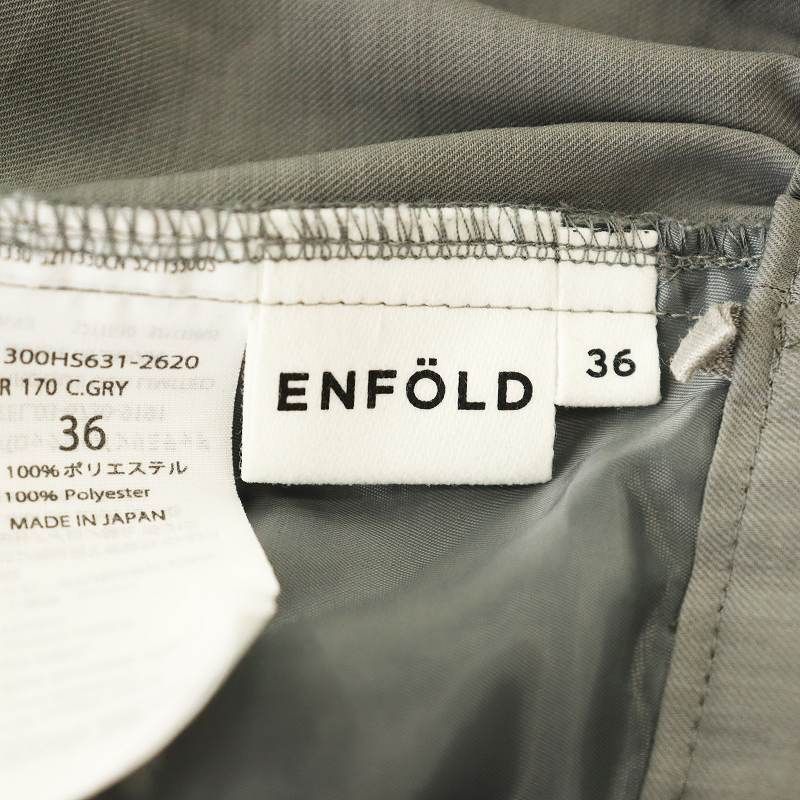 300HS631-2620
R 170 C.GRY
36
100%ポリエステル
100% Polyester
MADE IN JAPAN
ENFÖLD
36